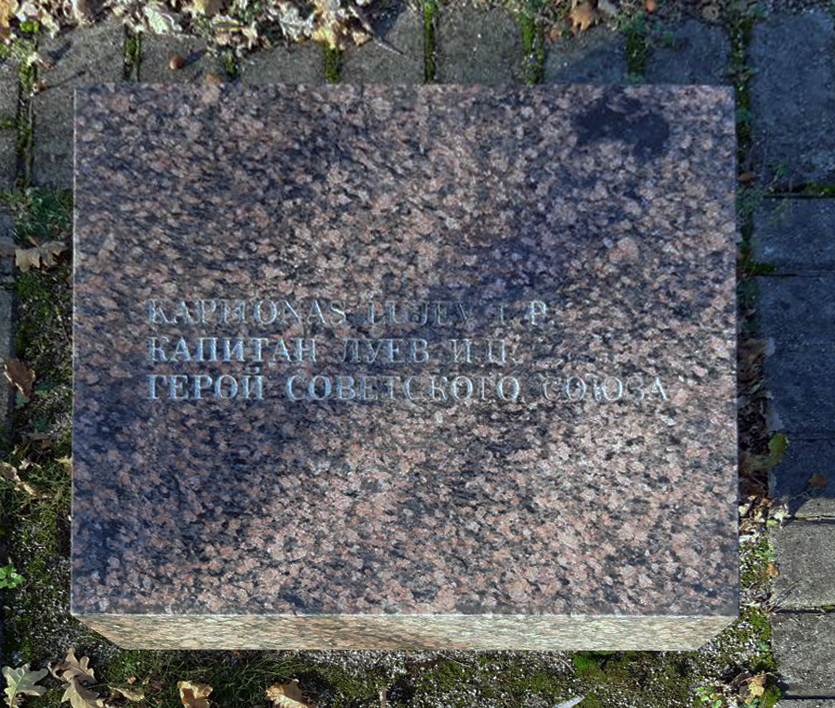 KAPITONAS LUJEV I.P.
КАПИТАН ЛУЕВ И.П.
ГЕРОЙ СОВЕТСКОГО СОЮЗА